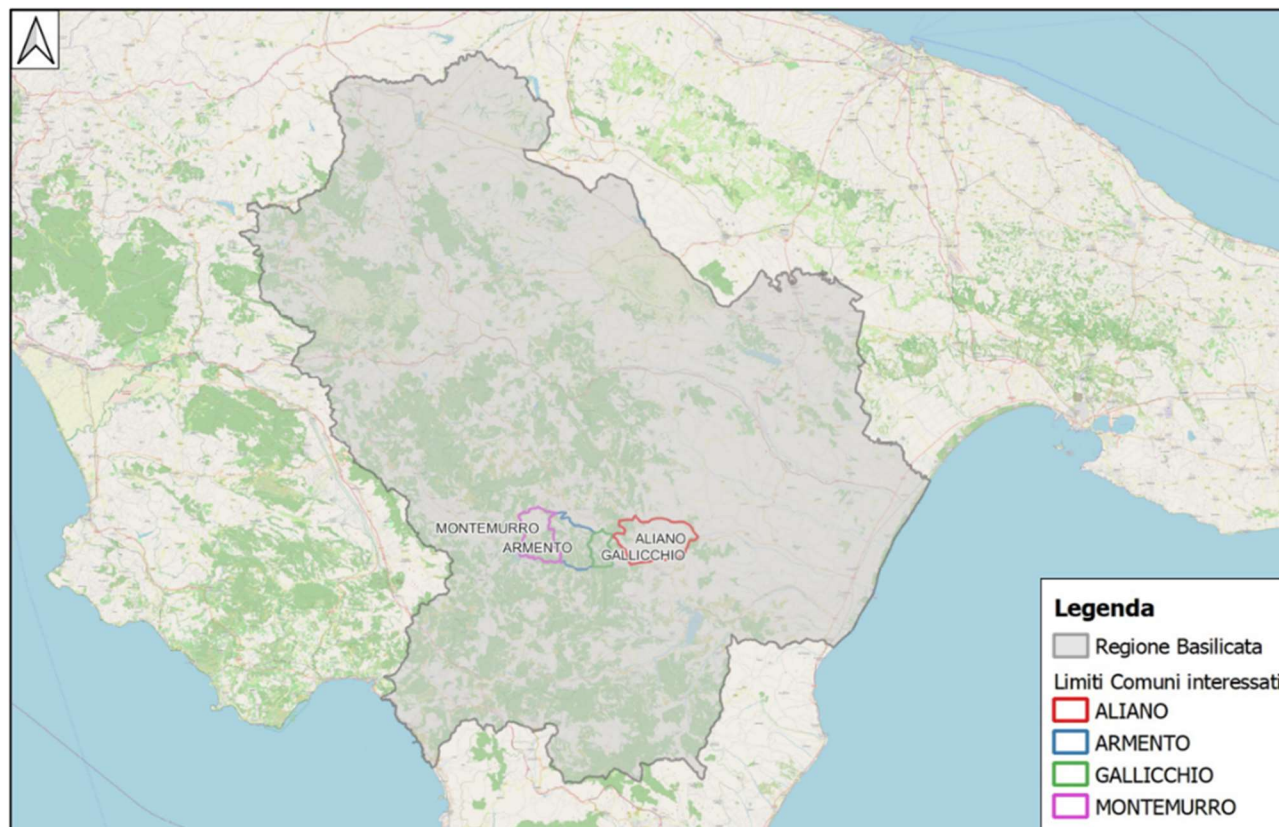 MONTEMURRO
ARMENTO
ALIANO
GALLICCHIO
Legenda
Regione Basilicata
Limiti Comuni interessati
ALIANO
ARMENTO
GALLICCHIO
MONTEMURRO